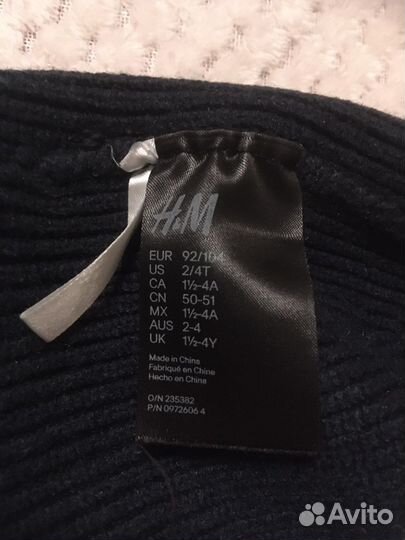 H&M
EUR 92/104
US 2/4T
CA 1½-4A
CN 50-51
MX 1½-4A
AUS 2-4
UK 1½-4Y
Made in China
Fabriqué en Chine
Hecho en China
O/N 235382
P/N 0972606 4
Avito